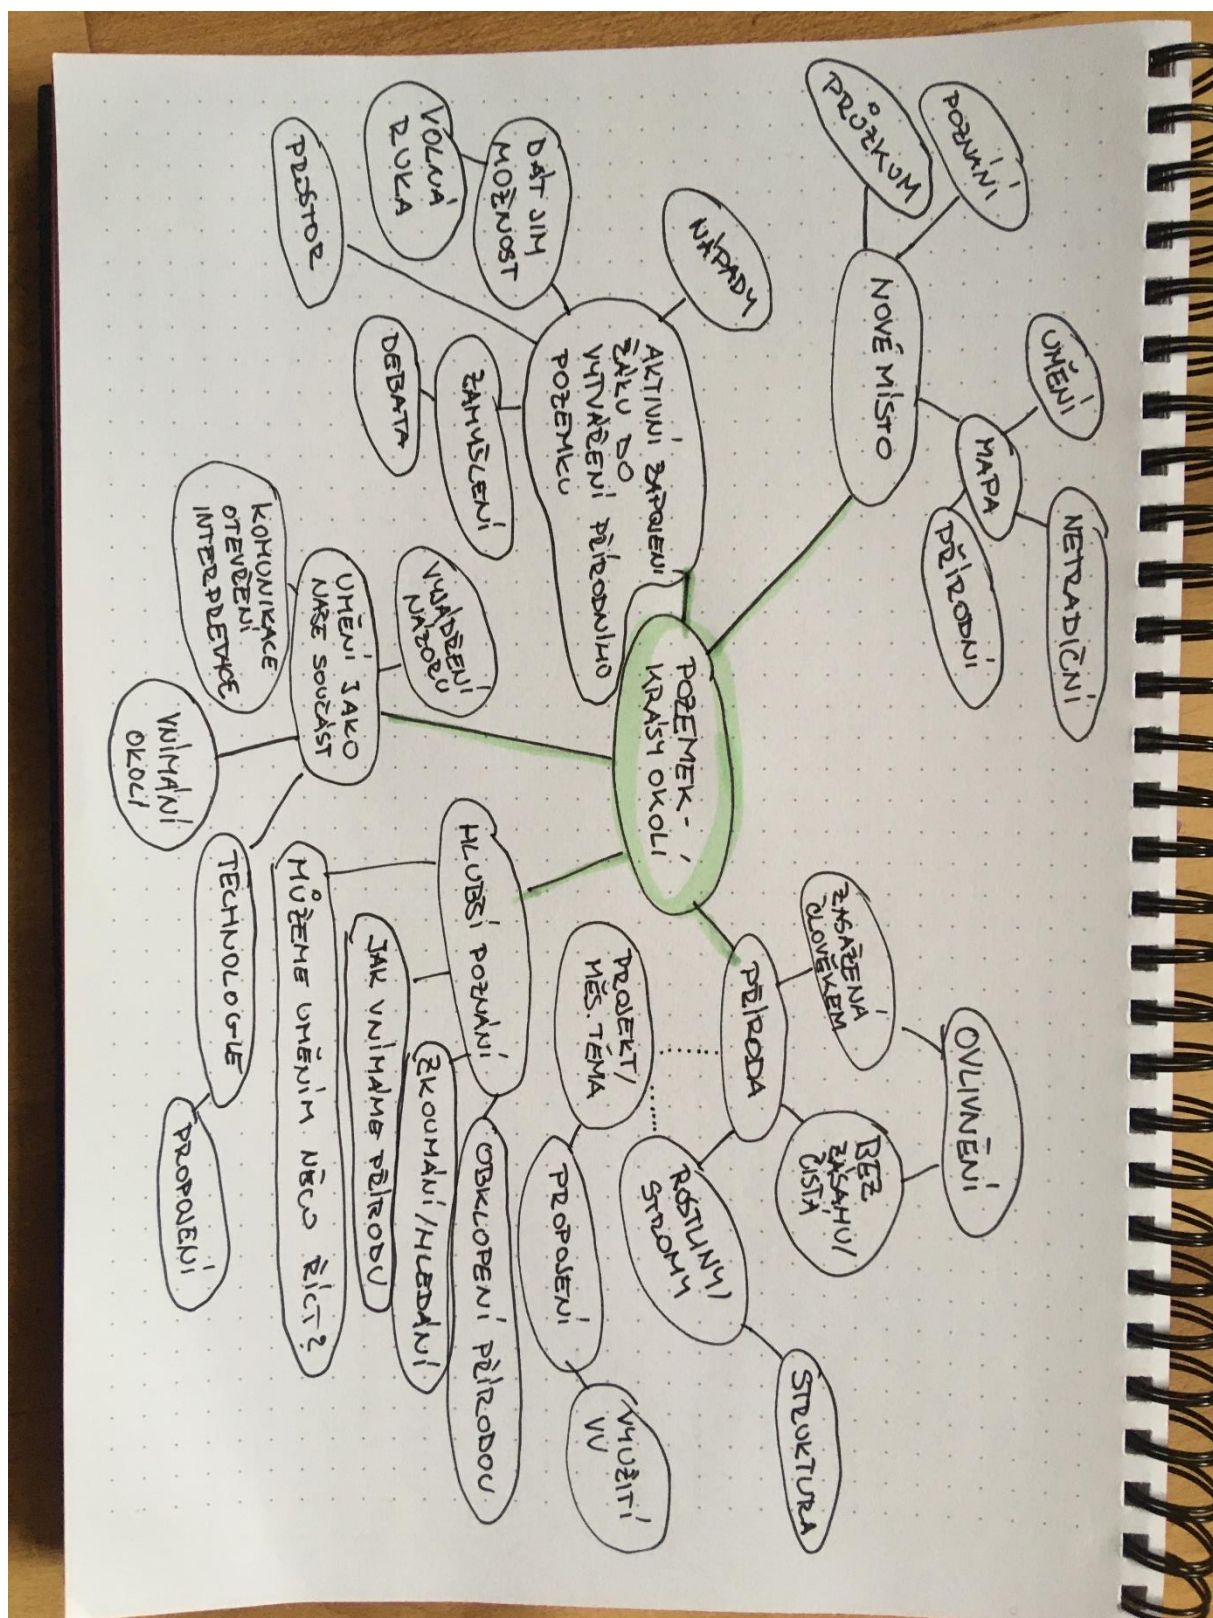 POZNÁNÍ
PRŮZKUM
NOVÉ MÍSTO
UMĚNÍ
MAPA
NETRADIČNÍ
PŘÍRODNÍ
NÁPADY
DÁT JIM
MOŽNOST
VOLNÁ
RUKA
PROSTOR
AKTIVNÍ ZAPOJENÍ
ŽÁKU DO
VYTVÁŘENÍ PŘÍRODNÍHO
POZEMKU
ZAMYŠLENÍ
DEBATA
POZEMEK-
KRÁSY OKOLÍ
VYJÁDŘENÍ
NÁZORU
UMĚNÍ JAKO
NAŠE SOUČÁST
KOMUNIKACE
OTEVŘENÍ
INTERPRETACE
VNÍMÁNÍ
OKOLÍ
TECHNOLOGIE
PROPOJENÍ
HLUBŠÍ POZNÁNÍ
OBKLOPENÍ PŘÍRODOU
ZKOUMÁNÍ/HLEDÁNÍ
JAK VNÍMÁME PŘÍRODU
MŮŽEME UMĚNÍM NĚCO ŘÍCT?
PŘÍRODA
ZASAŽENÁ
ČLOVĚKEM
OVLIVNĚNÍ
BEZ
ZÁSAHU/
ČISTÁ
ROSTLINY/
STROMY
STRUKTURA
PROJEKT/
MĚS. TÉMA
PROPOJENÍ
VYUŽITÍ
VV